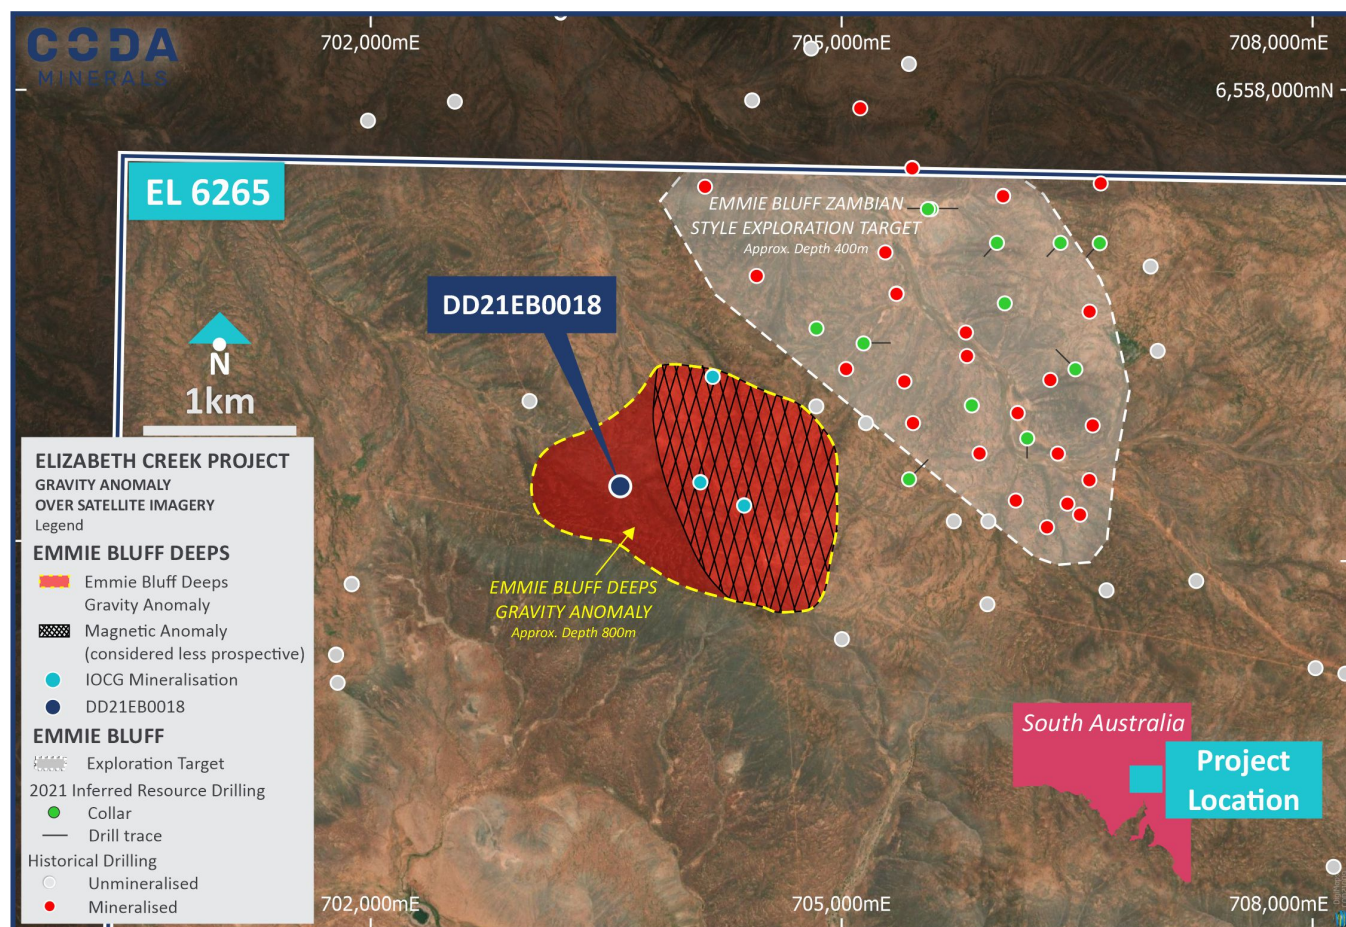 CODA
MINERALS
702,000mE
705,000mE
708,000mE
6,558,000mN
EL 6265
EMMIE BLUFF ZAMBIAN
STYLE EXPLORATION TARGET
Approx. Depth 400m
DD21EB0018
N
1km
ELIZABETH CREEK PROJECT
GRAVITY ANOMALY
OVER SATELLITE IMAGERY
Legend
EMMIE BLUFF DEEPS
Emmie Bluff Deeps
Gravity Anomaly
Magnetic Anomaly
(considered less prospective)
IOCG Mineralisation
DD21EB0018
EMMIE BLUFF
Exploration Target
2021 Inferred Resource Drilling
Collar
Drill trace
Historical Drilling
Unmineralised
Mineralised
EMMIE BLUFF DEEPS
GRAVITY ANOMALY
Approx. Depth 800m
South Australia
Project
Location
702,000mE
705,000mE
708,000mE